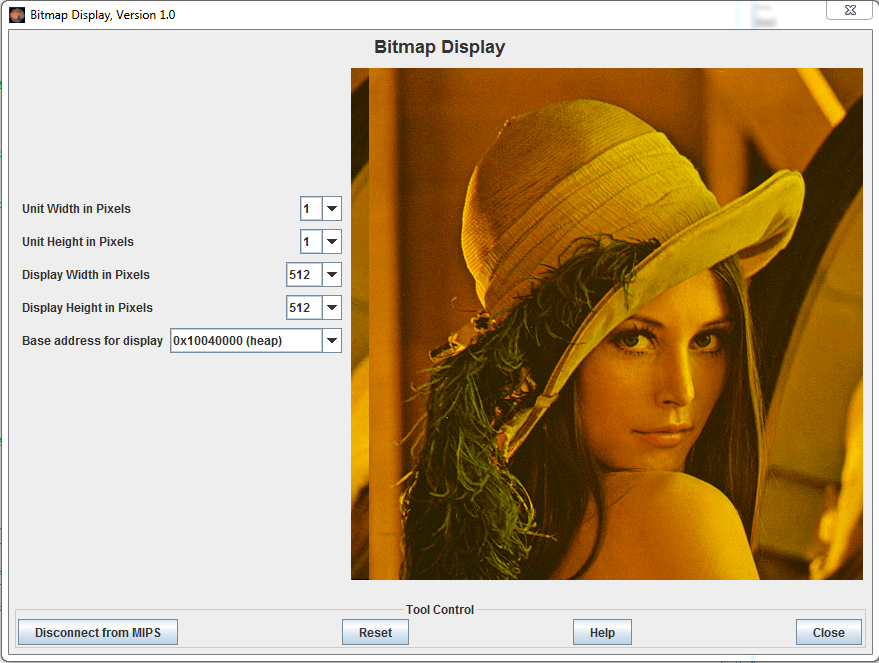 Bitmap Display, Version 1.0
Bitmap Display
Unit Width in Pixels 1
Unit Height in Pixels 1
Display Width in Pixels 512
Display Height in Pixels 512
Base address for display 0x10040000 (heap)
Tool Control
Disconnect from MIPS Reset Help Close